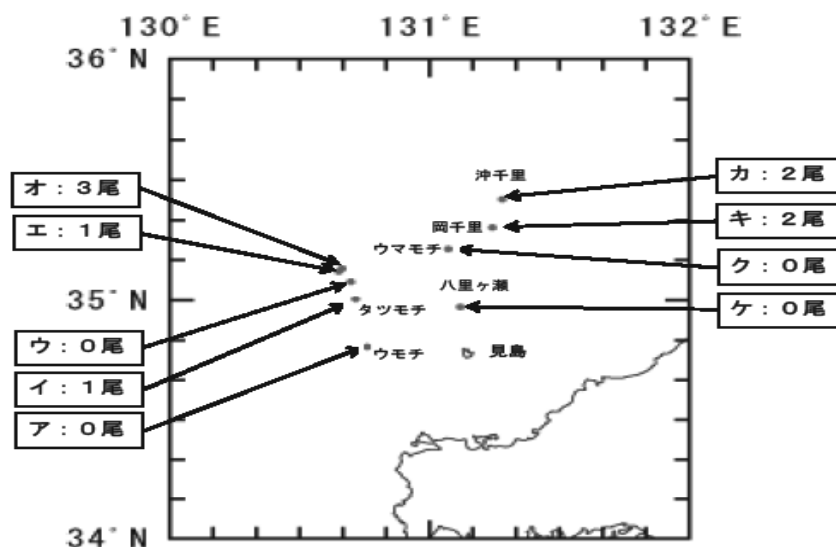 130°E 131°E 132°E
36°N
沖千里
カ：2尾
オ：3尾
岡千里
キ：2尾
エ：1尾
ウマモチ
ク：0尾
八里ヶ瀬
35°N
タツモチ
ケ：0尾
ウ：0尾
ウモチ
見島
イ：1尾
ア：0尾
34°N